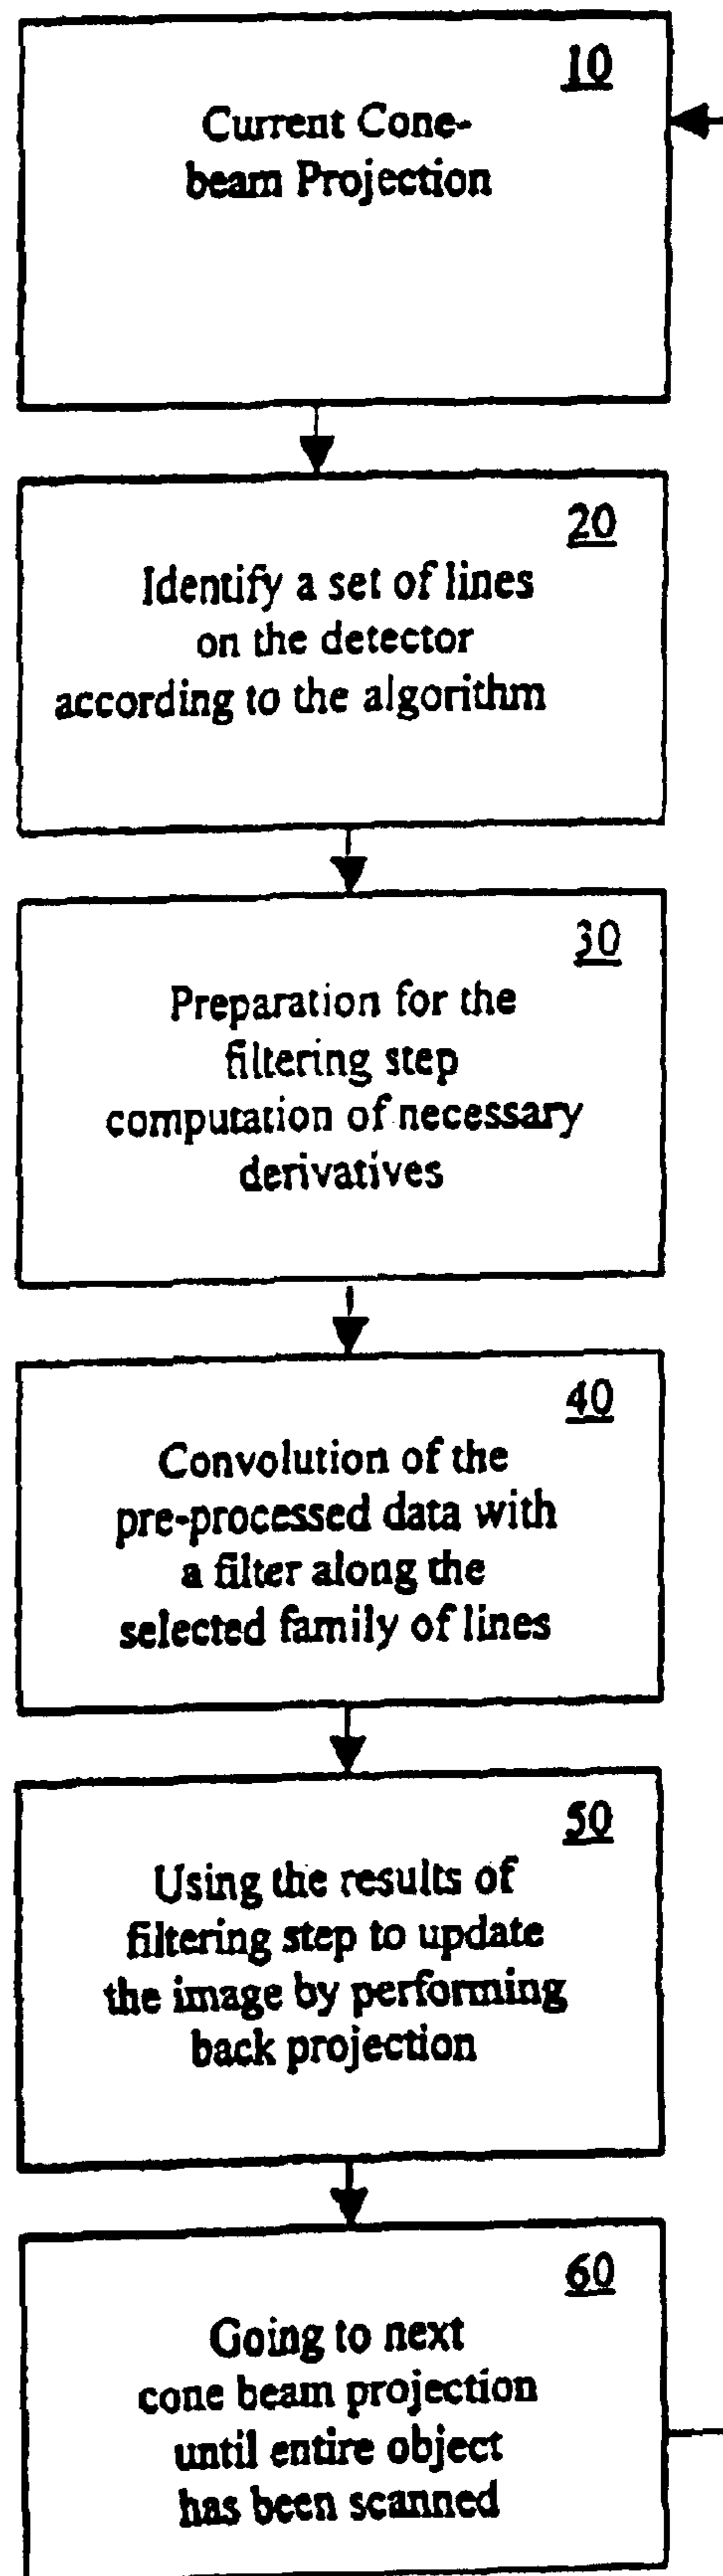 10
Current Cone-
beam Projection
20
Identify a set of lines
on the detector
according to the algorithm
30
Preparation for the
filtering step
computation of necessary
derivatives
40
Convolution of the
pre-processed data with
a filter along the
selected family of lines
50
Using the results of
filtering step to update
the image by performing
back projection
60
Going to next
cone beam projection
until entire object
has been scanned